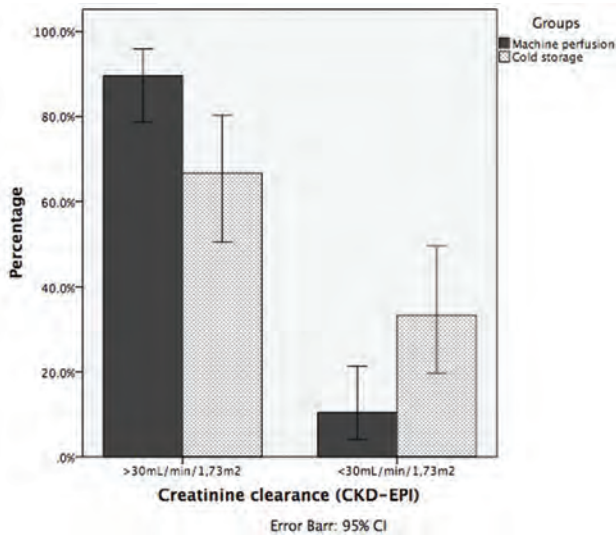 Groups
Machine perfusion
Cold storage
100.0%
80.0%
60.0%
40.0%
20.0%
.0%
Percentage
>30mL/min/1,73m2 <30mL/min/1,73m2
Creatinine clearance (CKD-EPI)
Error Barr: 95% CI